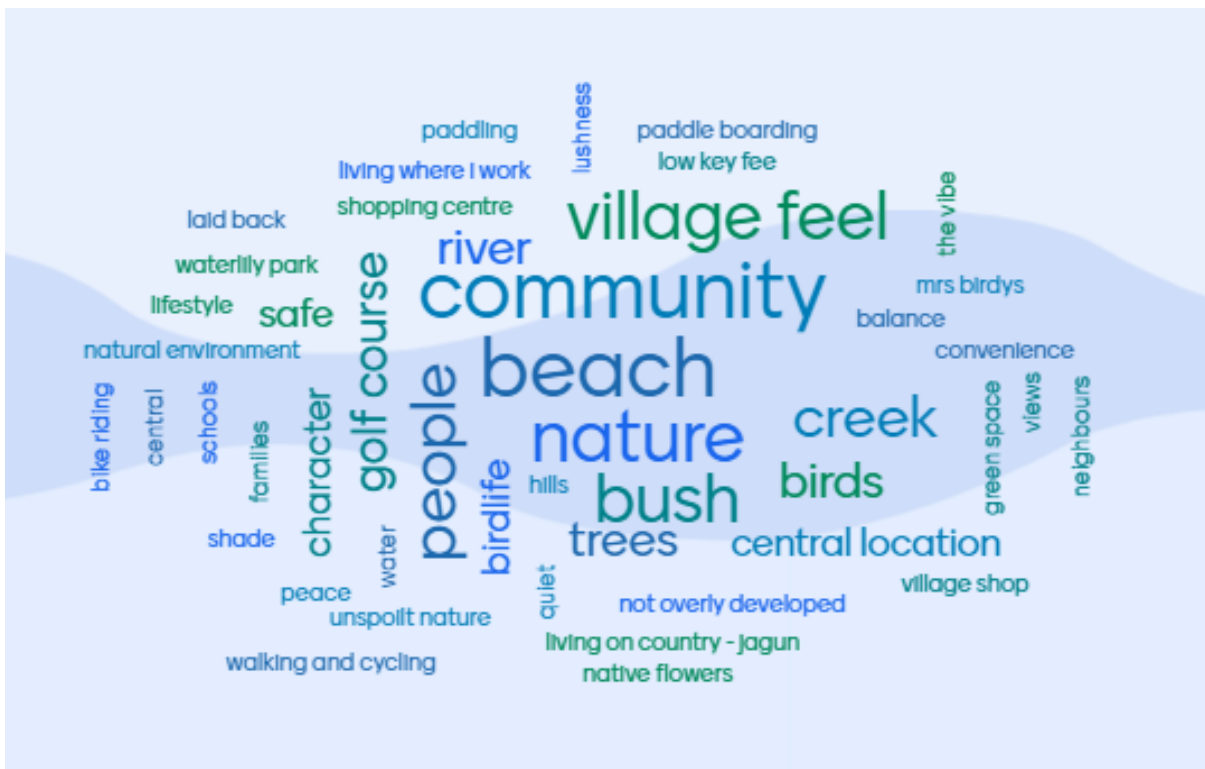 lushness
paddling
paddle boarding
low key fee
living where i work
shopping centre
village feel
the vibe
laid back
river
waterlily park
community
mrs birdys
lifestyle
safe
golf course
balance
natural environment
beach
convenience
bike riding
central
schools
families
character
people
nature
creek
green space
views
neighbours
birdlife
hills
bush
birds
shade
water
trees
central location
peace
quiet
village shop
unspoilt nature
not overly developed
living on country - jagun
walking and cycling
native flowers